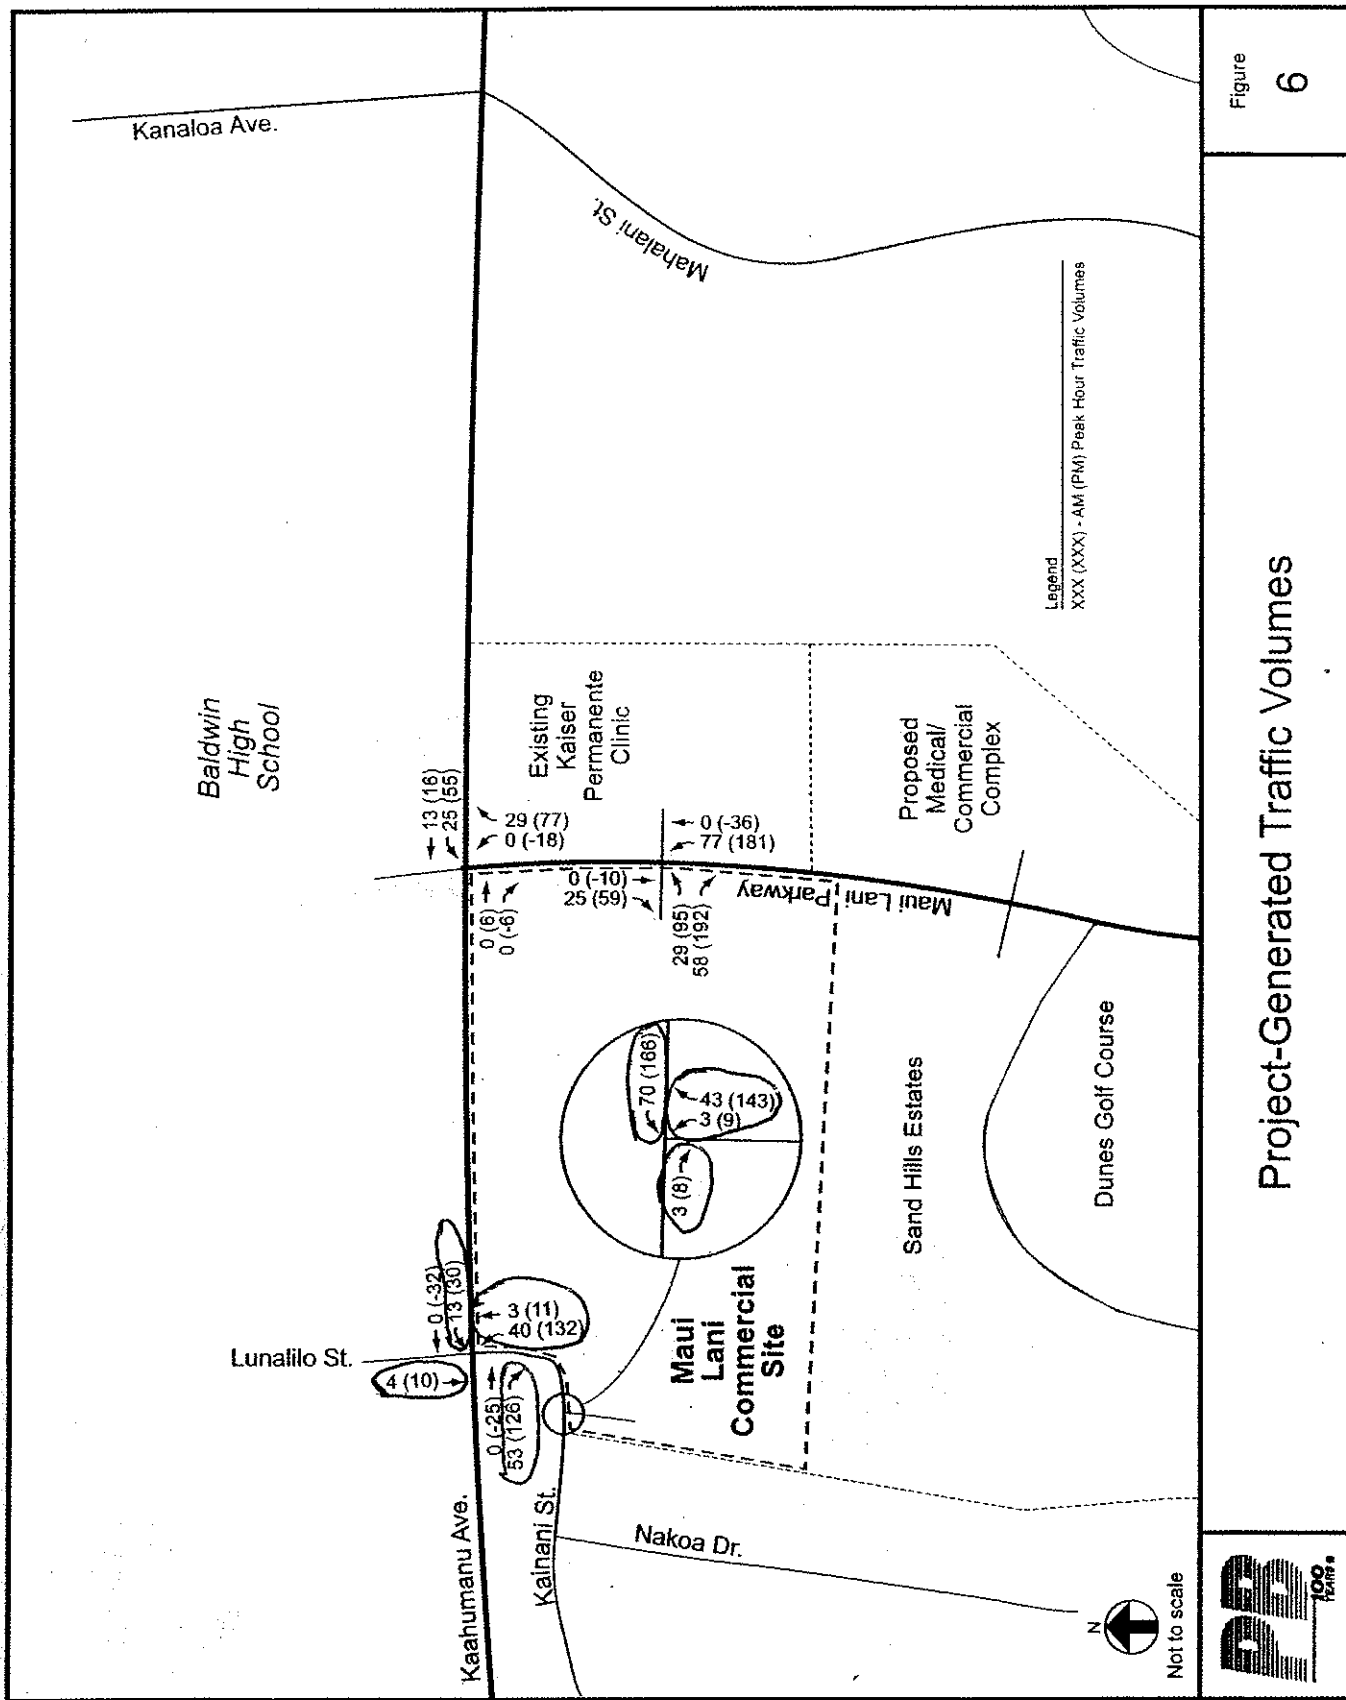 Kanaloa Ave.
Mahalani St.
Baldwin
High
School
13 (16)
25 (55)
29 (77)
0 (-18)
Existing
Kaiser
Permanente
Clinic
0 (6)
0 (-6)
0 (-10)
25 (59)
0 (-36)
77 (181)
29 (95)
58 (192)
Maui Lani
Parkway
Proposed
Medical/
Commercial
Complex
Legend
XXX (XXX) - AM (PM) Peak Hour Traffic Volumes
70 (166)
43 (143)
3 (9)
3 (8)
Lunalilo St.
0 (-32)
13 (30)
4 (10)
3 (11)
40 (132)
0 (-25)
53 (126)
Maui
Lani
Commercial
Site
Sand Hills Estates
Dunes Golf Course
Kaahumanu Ave.
Kainani St.
Nakoa Dr.
N
Not to scale
PB
100
YEARS
Project-Generated Traffic Volumes
Figure
6